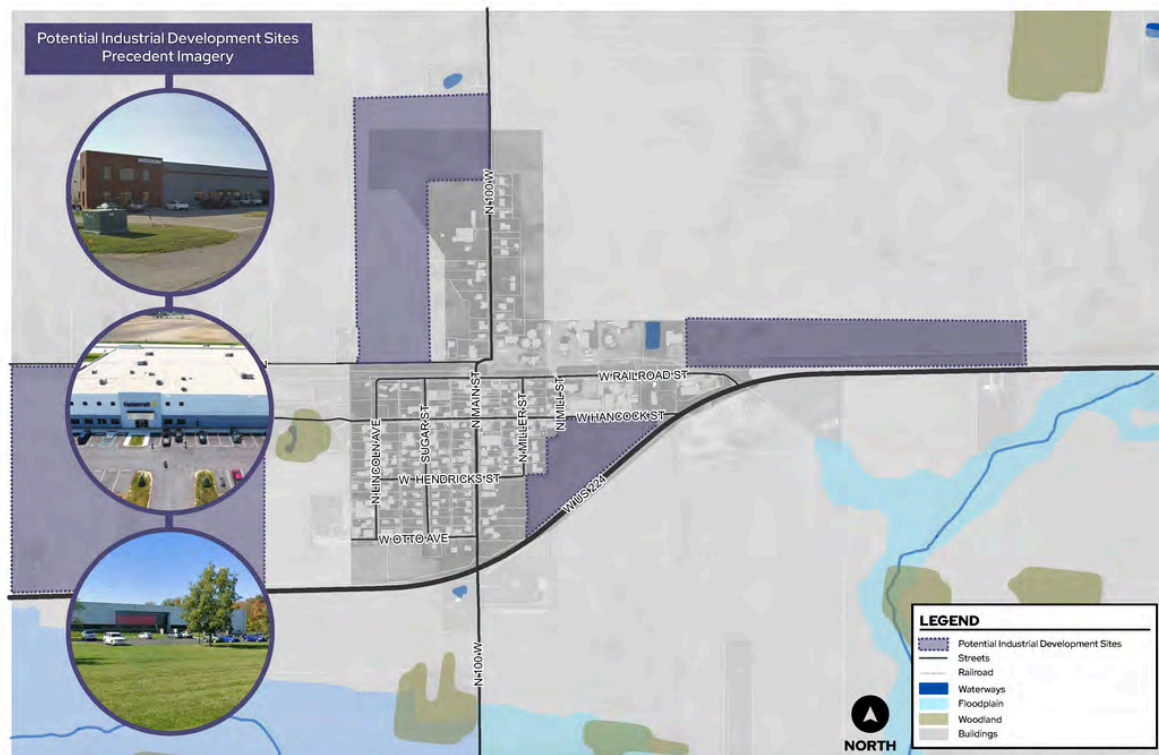 Potential Industrial Development Sites
Precedent Imagery
N 100 W
W RAILROAD ST
N MAIN ST
N MILL ST
N MILLER ST
SUGAR ST
N LINCOLN AVE
W HANCOCK ST
W HENDRICKS ST
W US 224
W OTTO AVE
N 100 W
LEGEND
Potential Industrial Development Sites
Streets
Railroad
Waterways
Floodplain
Woodland
Buildings
NORTH